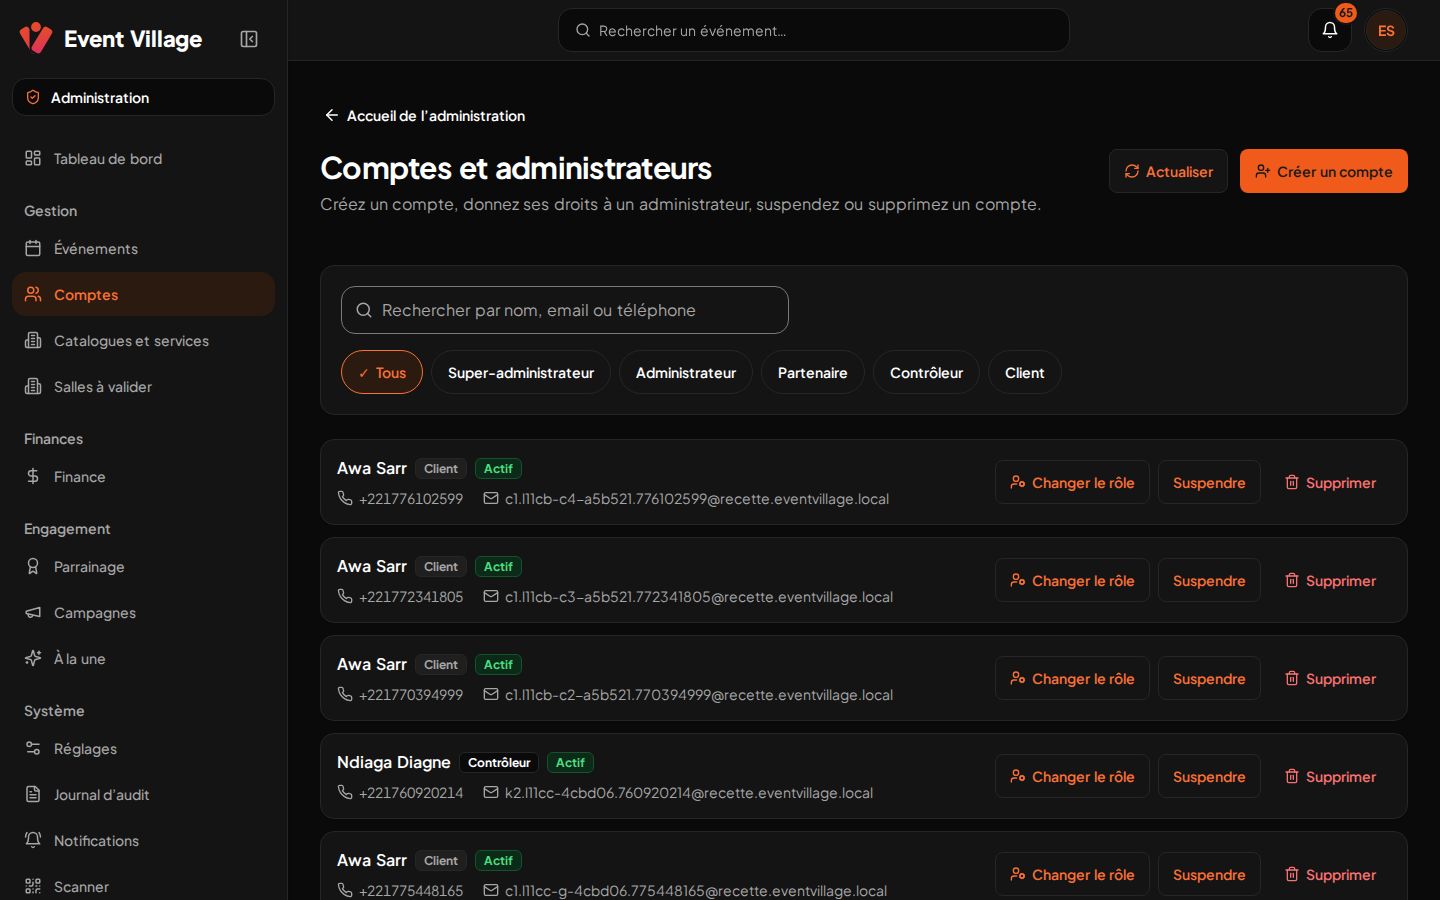 Event Village
Rechercher un événement…
65
ES
Administration
Tableau de bord
Gestion
Événements
Comptes
Catalogues et services
Salles à valider
Finances
Finance
Engagement
Parrainage
Campagnes
À la une
Système
Réglages
Journal d'audit
Notifications
Scanner
Accueil de l'administration
Comptes et administrateurs
Créez un compte, donnez ses droits à un administrateur, suspendez ou supprimez un compte.
Actualiser
Créer un compte
Rechercher par nom, email ou téléphone
✓ Tous Super-administrateur Administrateur Partenaire Contrôleur Client
Awa Sarr Client Actif
+221776102599 c1.l11cb-c4-a5b521.776102599@recette.eventvillage.local
Changer le rôle Suspendre Supprimer
Awa Sarr Client Actif
+221772341805 c1.l11cb-c3-a5b521.772341805@recette.eventvillage.local
Changer le rôle Suspendre Supprimer
Awa Sarr Client Actif
+221770394999 c1.l11cb-c2-a5b521.770394999@recette.eventvillage.local
Changer le rôle Suspendre Supprimer
Ndiaga Diagne Contrôleur Actif
+221760920214 k2.l11cc-4cbd06.760920214@recette.eventvillage.local
Changer le rôle Suspendre Supprimer
Awa Sarr Client Actif
+221775448165 c1.l11cc-g-4cbd06.775448165@recette.eventvillage.local
Changer le rôle Suspendre Supprimer